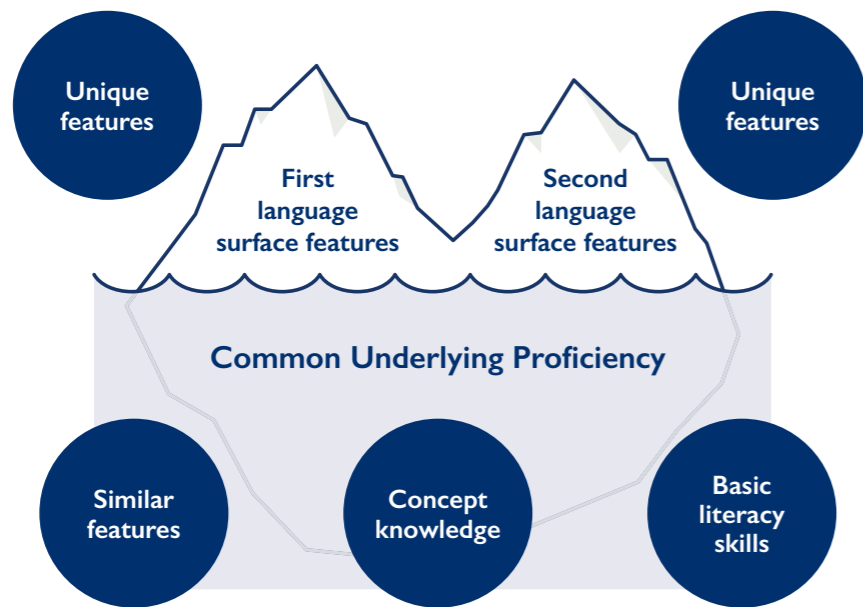 Unique
features
Unique
features
First
language
surface features
Second
language
surface features
Common Underlying Proficiency
Similar
features
Concept
knowledge
Basic
literacy
skills